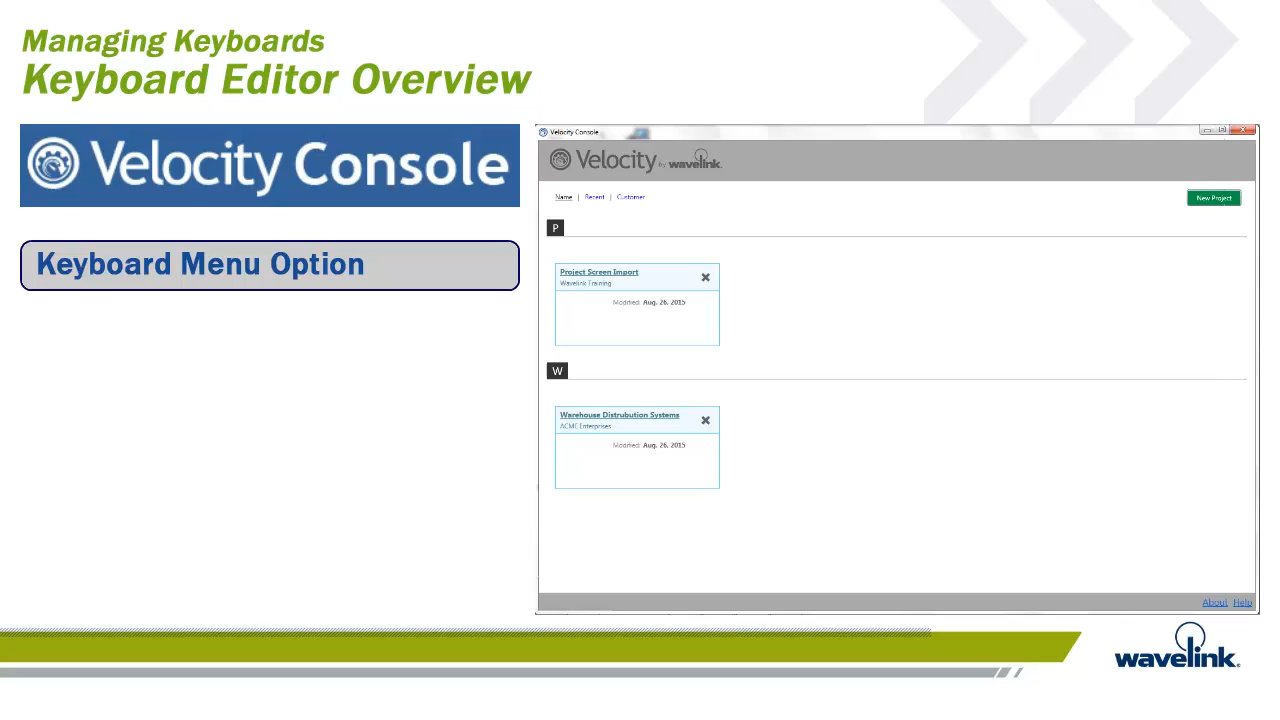 Managing Keyboards
Keyboard Editor Overview
Velocity Console
Keyboard Menu Option
Velocity Console
Velocity by wavelink.
Name | Recent | Customer
New Project
P
Project Screen Import
Wavelink Training
Modified: Aug. 26, 2015
W
Warehouse Distrubution Systems
ACME Enterprises
Modified: Aug. 26, 2015
About Help
wavelink